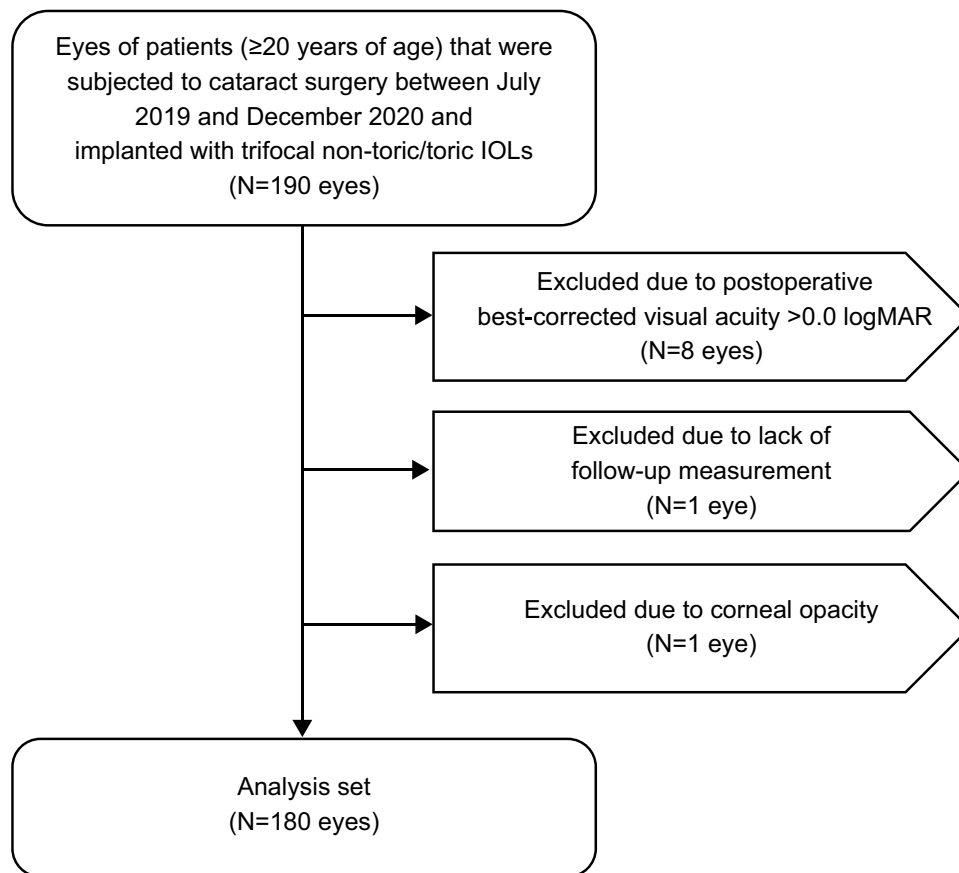 Eyes of patients (≥20 years of age) that were
subjected to cataract surgery between July
2019 and December 2020 and
implanted with trifocal non-toric/toric IOLs
(N=190 eyes)
Excluded due to postoperative
best-corrected visual acuity >0.0 logMAR
(N=8 eyes)
Excluded due to lack of
follow-up measurement
(N=1 eye)
Excluded due to corneal opacity
(N=1 eye)
Analysis set
(N=180 eyes)